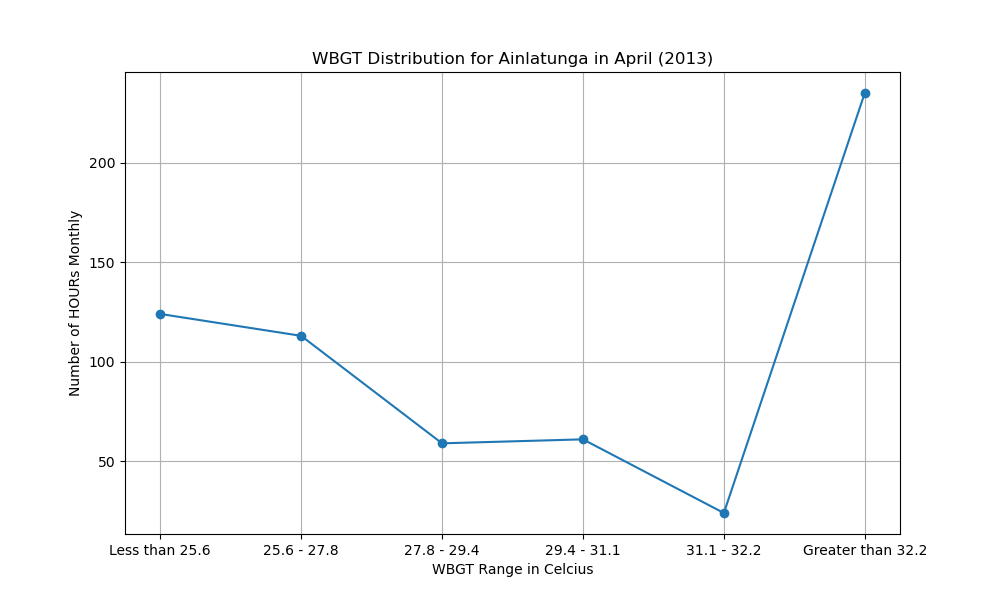 WBGT Distribution for Ainlatunga in April (2013)
Number of HOURs Monthly
200
150
100
50
Less than 25.6
25.6 - 27.8
27.8 - 29.4
29.4 - 31.1
31.1 - 32.2
Greater than 32.2
WBGT Range in Celcius